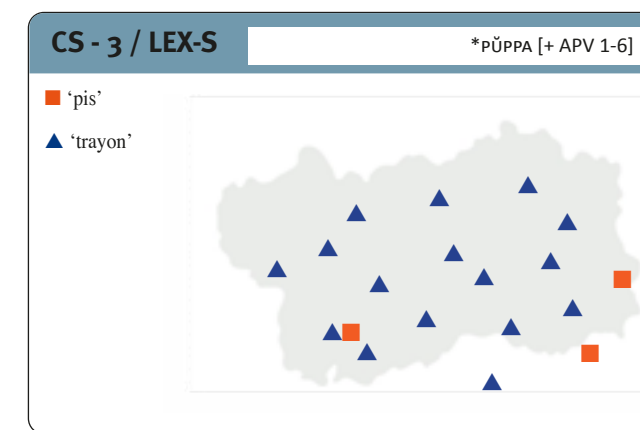 CS - 3 / LEX-S
*PŬPPA [+ APV 1-6]
‘pis’
‘trayon’